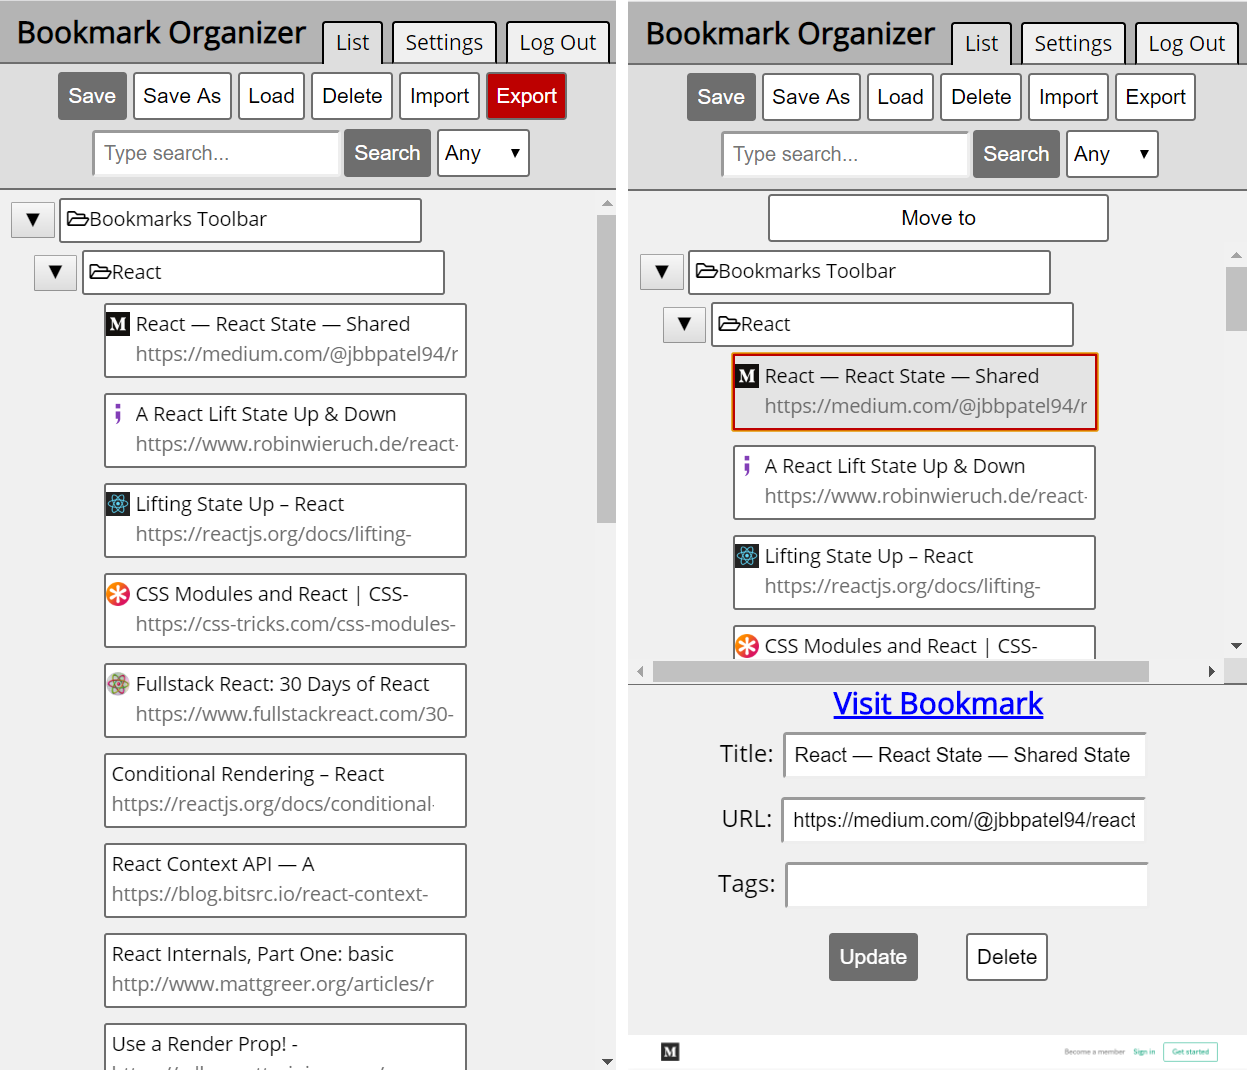 Bookmark Organizer List Settings Log Out
Save Save As Load Delete Import Export
Type search... Search Any
Bookmarks Toolbar
React
React — React State — Shared
https://medium.com/@jbbpatel94/r
A React Lift State Up & Down
https://www.robinwieruch.de/react-
Lifting State Up – React
https://reactjs.org/docs/lifting-
CSS Modules and React | CSS-
https://css-tricks.com/css-modules-
Fullstack React: 30 Days of React
https://www.fullstackreact.com/30-
Conditional Rendering – React
https://reactjs.org/docs/conditional-
React Context API — A
https://blog.bitsrc.io/react-context-
React Internals, Part One: basic
http://www.mattgreer.org/articles/r
Use a Render Prop! -
Bookmark Organizer List Settings Log Out
Save Save As Load Delete Import Export
Type search... Search Any
Move to
Bookmarks Toolbar
React
M React — React State — Shared
https://medium.com/@jbbpatel94/r
A React Lift State Up & Down
https://www.robinwieruch.de/react-
Lifting State Up – React
https://reactjs.org/docs/lifting-
CSS Modules and React | CSS-
Visit Bookmark
Title: React — React State — Shared State
URL: https://medium.com/@jbbpatel94/react
Tags:
Update Delete
M Become a member Sign in Get started